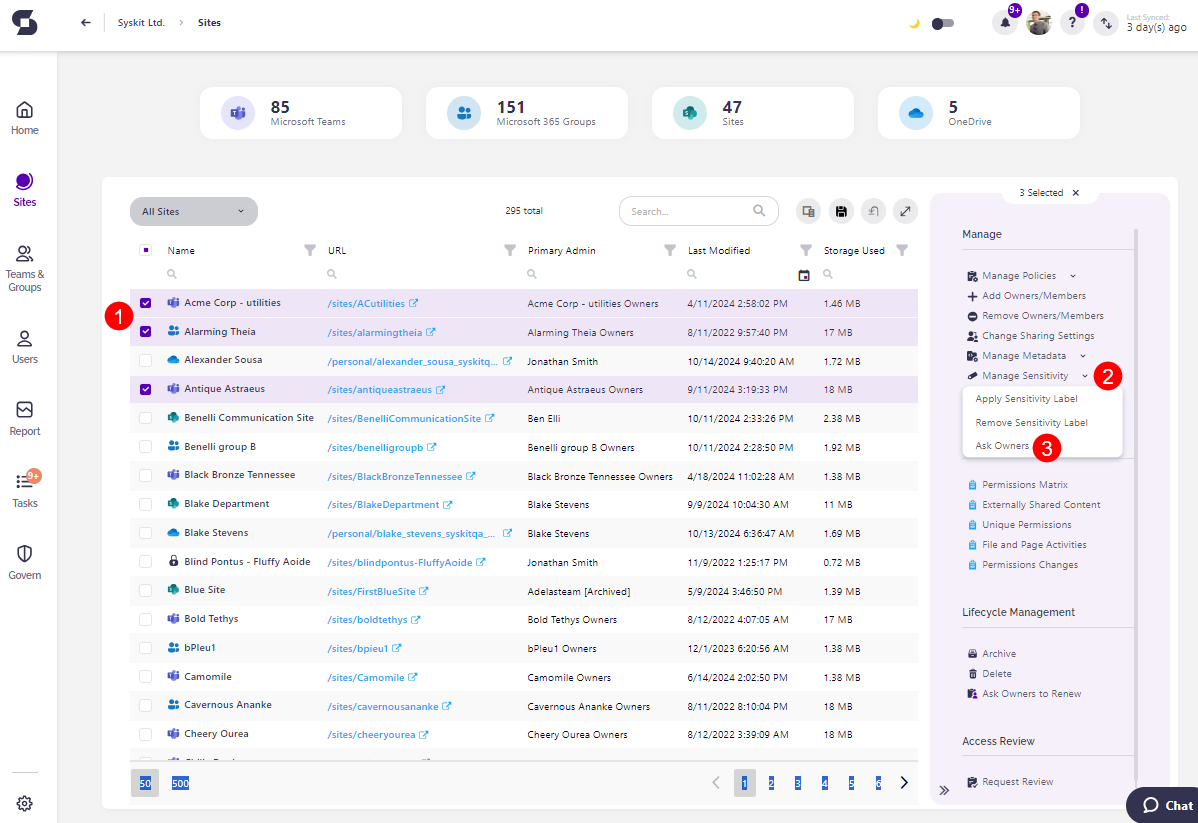 Syskit Ltd. > Sites
9+
!
?
Last Synced:
3 day(s) ago
Home
Sites
Teams & Groups
Users
Report
9+
Tasks
Govern
85
Microsoft Teams
151
Microsoft 365 Groups
47
Sites
5
OneDrive
All Sites
295 total
Search...
Name URL Primary Admin Last Modified Storage Used
1
Acme Corp - utilities /sites/ACutilities Acme Corp - utilities Owners 4/11/2024 2:58:02 PM 1.46 MB
Alarming Theia /sites/alarmingtheia Alarming Theia Owners 8/11/2022 9:57:40 PM 17 MB
Alexander Sousa /personal/alexander_sousa_syskitq... Jonathan Smith 10/14/2024 9:40:20 AM 1.72 MB
Antique Astraeus /sites/antiqueastraeus Antique Astraeus Owners 9/11/2024 3:19:33 PM 18 MB
Benelli Communication Site /sites/BenelliCommunicationSite Ben Elli 10/11/2024 2:33:26 PM 2.38 MB
Benelli group B /sites/benelligroupb Benelli group B Owners 10/11/2024 2:28:50 PM 1.92 MB
Black Bronze Tennessee /sites/BlackBronzeTennessee Black Bronze Tennessee Owners 4/18/2024 11:02:28 AM 1.38 MB
Blake Department /sites/BlakeDepartment Blake Stevens 9/9/2024 10:04:30 AM 11 MB
Blake Stevens /personal/blake_stevens_syskitqa_... Blake Stevens 10/13/2024 6:36:47 AM 1.69 MB
Blind Pontus - Fluffy Aoide /sites/blindpontus-FluffyAoide Jonathan Smith 11/9/2022 1:25:17 PM 0.72 MB
Blue Site /sites/FirstBlueSite Adelasteam [Archived] 5/9/2024 3:46:50 PM 1.39 MB
Bold Tethys /sites/boldtethys Bold Tethys Owners 8/12/2022 4:07:05 AM 17 MB
bPleu1 /sites/bpieu1 bPleu1 Owners 12/1/2023 6:20:56 AM 1.38 MB
Camomile /sites/Camomile Camomile Owners 6/14/2024 2:02:50 PM 1.38 MB
Cavernous Ananke /sites/cavernousananke Cavernous Ananke Owners 8/11/2022 8:10:04 PM 18 MB
Cheery Ourea /sites/cheeryourea Cheery Ourea Owners 8/12/2022 3:39:09 AM 18 MB
50 500
1 2 3 4 5 6
3 Selected
Manage
Manage Policies
Add Owners/Members
Remove Owners/Members
Change Sharing Settings
Manage Metadata
Manage Sensitivity
2
Apply Sensitivity Label
Remove Sensitivity Label
Ask Owners
3
Permissions Matrix
Externally Shared Content
Unique Permissions
File and Page Activities
Permissions Changes
Lifecycle Management
Archive
Delete
Ask Owners to Renew
Access Review
Request Review
Chat